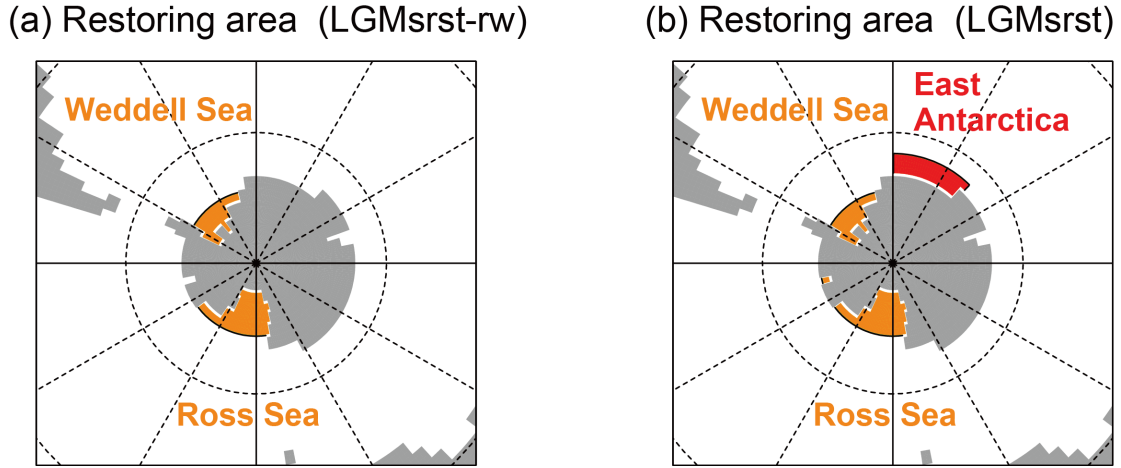 (a) Restoring area (LGMsrst-rw)
Weddell Sea
Ross Sea
(b) Restoring area (LGMsrst)
Weddell Sea
East
Antarctica
Ross Sea